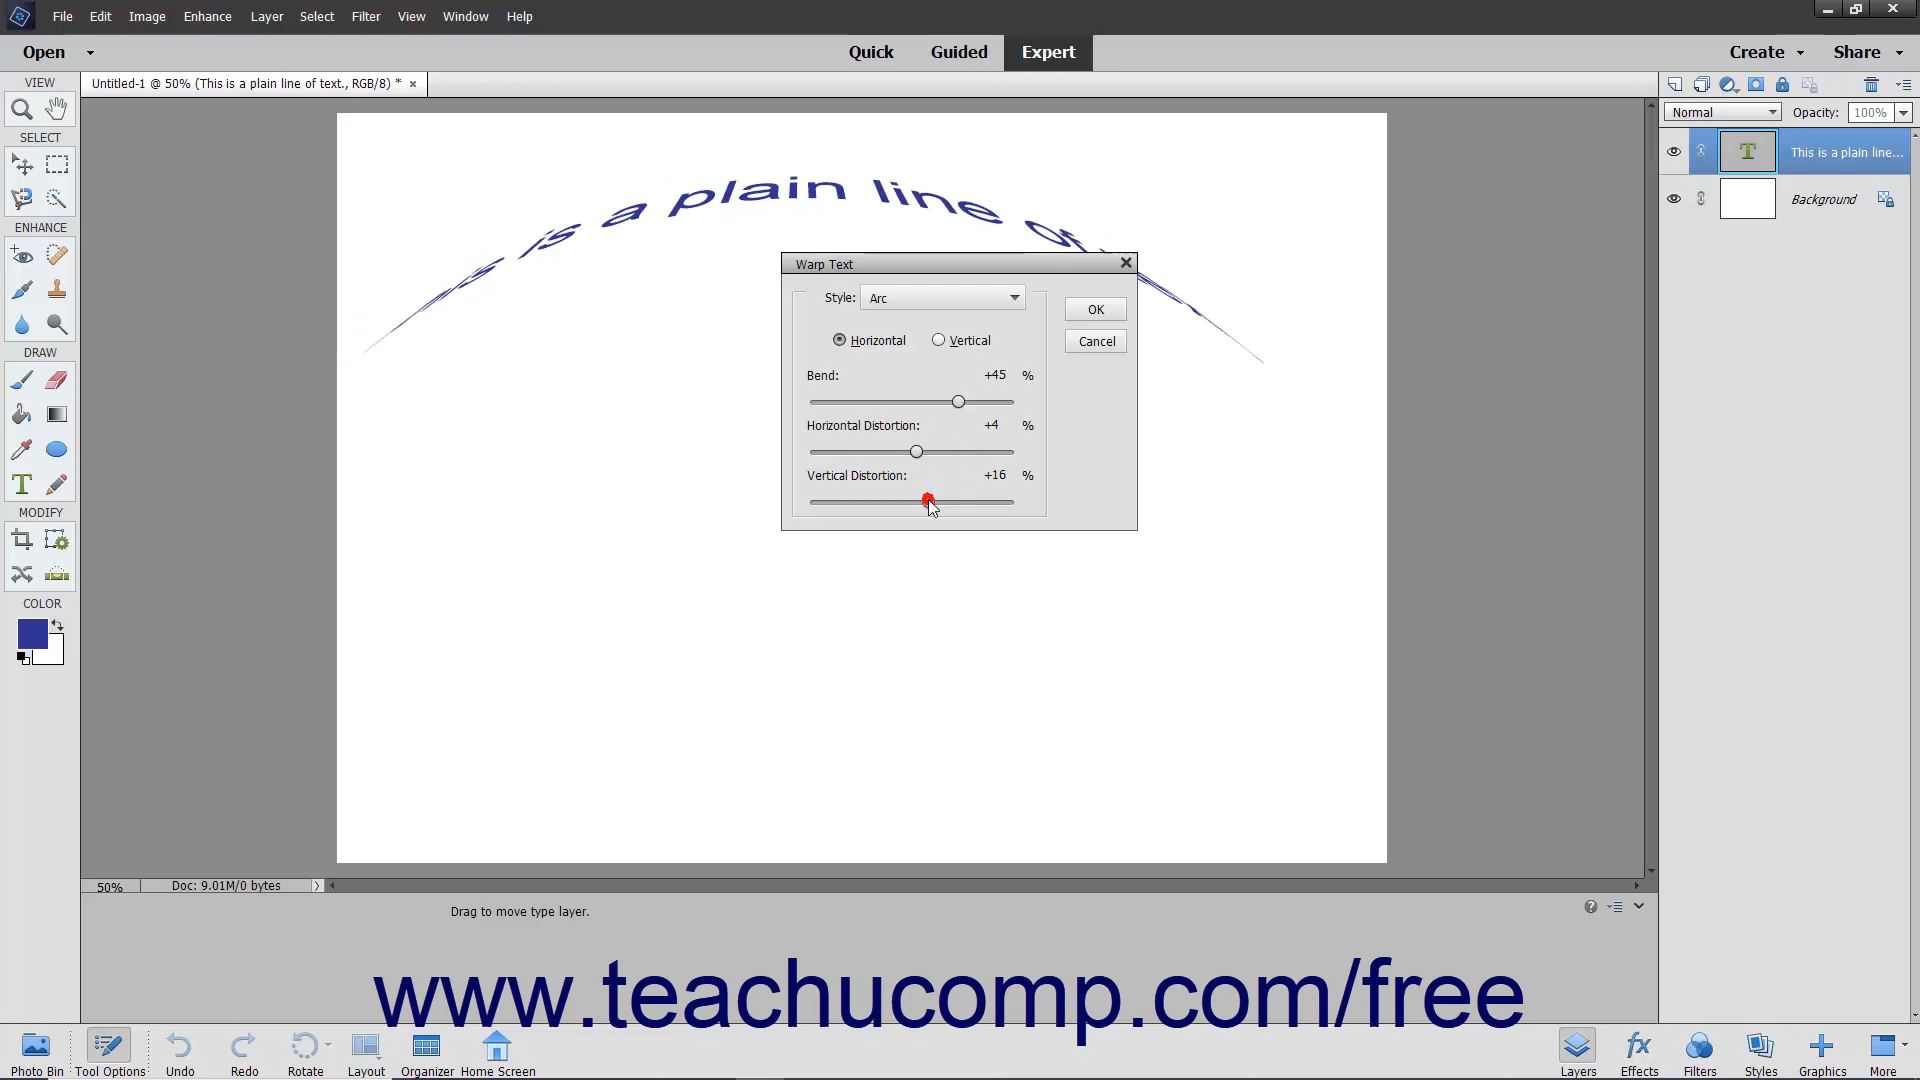 File Edit Image Enhance Layer Select Filter View Window Help
Open Quick Guided Expert Create Share
VIEW
Untitled-1 @ 50% (This is a plain line of text., RGB/8) * ×
Normal Opacity: 100%
SELECT
T This is a plain line...
Background
is a plain line of
ENHANCE
Warp Text
Style: Arc
OK
Horizontal Vertical
Cancel
DRAW
Bend: +45 %
Horizontal Distortion: +4 %
Vertical Distortion: +16 %
T
MODIFY
COLOR
50% Doc: 9.01M/0 bytes
Drag to move type layer.
www.teachucomp.com/free
fx
Photo Bin Tool Options Undo Redo Rotate Layout Organizer Home Screen Layers Effects Filters Styles Graphics More